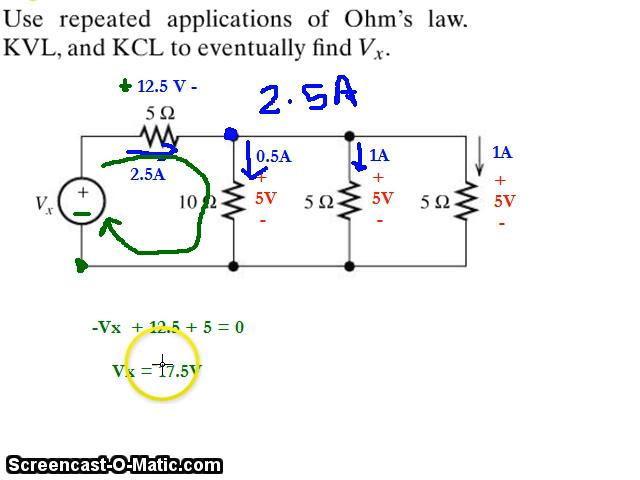 Use repeated applications of Ohm's law.
KVL, and KCL to eventually find Vx.
+ 12.5 V -
2.5A
5 Ω
0.5A
1A
1A
2.5A
+
+
+
+
Vx
10 Ω
5V
5 Ω
5V
5 Ω
5V
-
-
-
-Vx + 12.5 + 5 = 0
Vx = 17.5V
Screencast-O-Matic.com